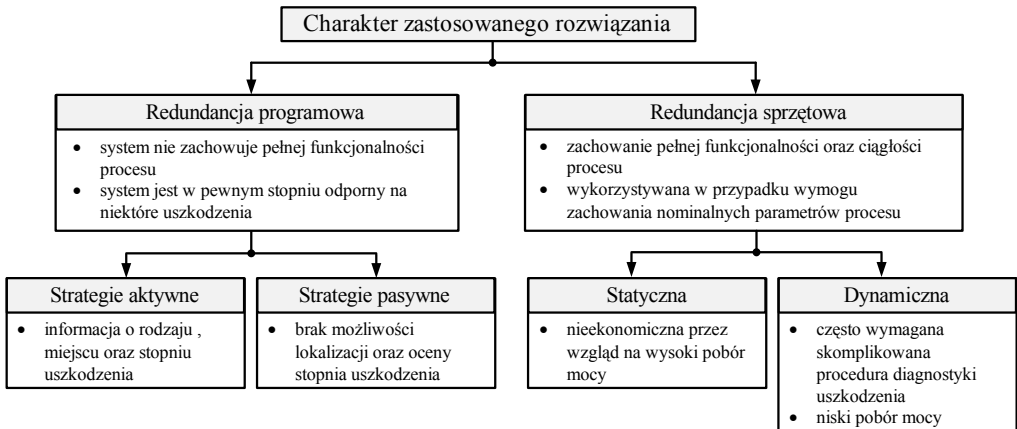 Charakter zastosowanego rozwiązania
Redundancja programowa
• system nie zachowuje pełnej funkcjonalności
procesu
• system jest w pewnym stopniu odporny na
niektóre uszkodzenia
Redundancja sprzętowa
• zachowanie pełnej funkcjonalności oraz ciągłości
procesu
• wykorzystywana w przypadku wymogu
zachowania nominalnych parametrów procesu
Strategie aktywne
• informacja o rodzaju ,
miejscu oraz stopniu
uszkodzenia
Strategie pasywne
• brak możliwości
lokalizacji oraz oceny
stopnia uszkodzenia
Statyczna
• nieekonomiczna przez
wzgląd na wysoki pobór
mocy
Dynamiczna
• często wymagana
skomplikowana
procedura diagnostyki
uszkodzenia
• niski pobór mocy